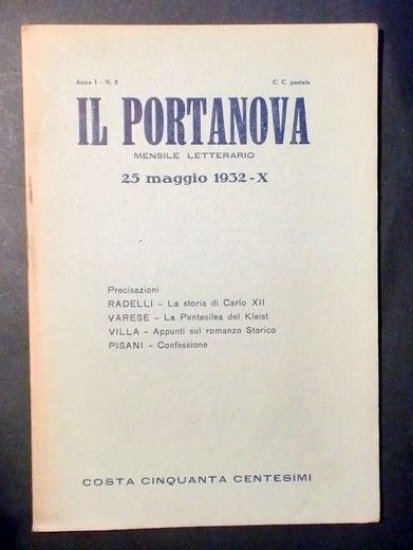 Anno I - N. 5 C. C. postale
IL PORTANOVA
MENSILE LETTERARIO
25 maggio 1932-X
Precisazioni
RADELLI - La storia di Carlo XII
VARESE - La Pentesilea del Kleist
VILLA - Appunti sul romanzo Storico
PISANI - Confessione
COSTA CINQUANTA CENTESIMI